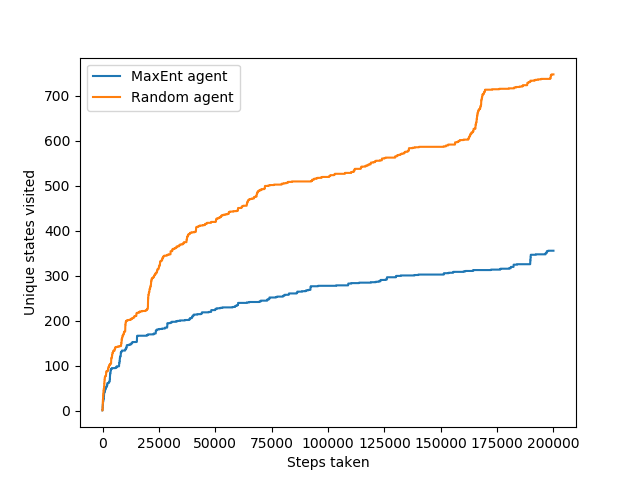 MaxEnt agent
Random agent
700
600
500
400
300
200
100
0
Unique states visited
0 25000 50000 75000 100000 125000 150000 175000 200000
Steps taken